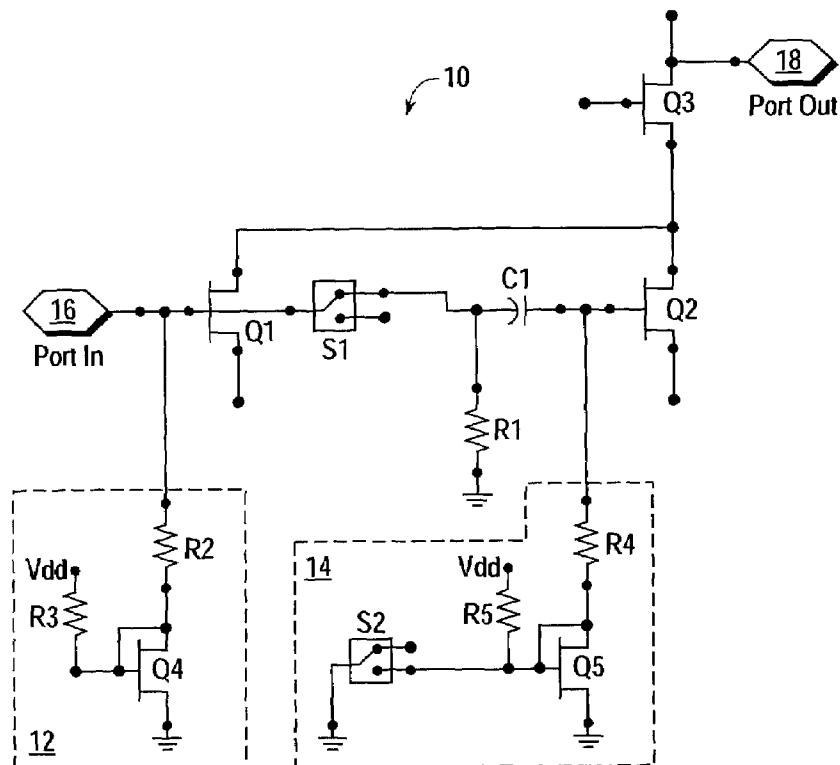 10
18
Port Out
Q3
16
Port In
Q1
S1
C1
Q2
R1
R2
Vdd
R3
Q4
12
14
Vdd
R5
R4
S2
Q5